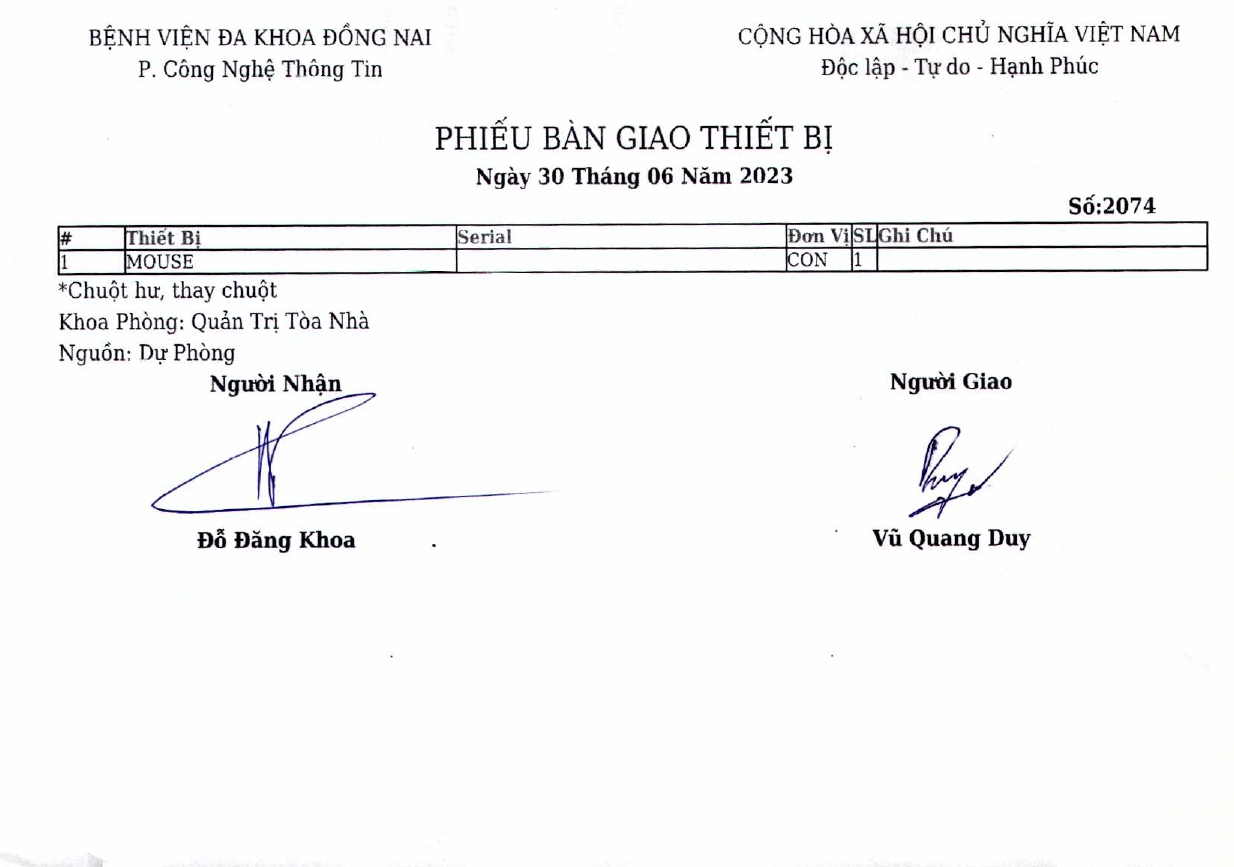 BỆNH VIỆN ĐA KHOA ĐỒNG NAI
P. Công Nghệ Thông Tin
CỘNG HÒA XÃ HỘI CHỦ NGHĨA VIỆT NAM
Độc lập - Tự do - Hạnh Phúc
PHIẾU BÀN GIAO THIẾT BỊ
Ngày 30 Tháng 06 Năm 2023
Số:2074
# Thiết Bị Serial Đơn Vị SL Ghi Chú
1 MOUSE CON 1
*Chuột hư, thay chuột
Khoa Phòng: Quản Trị Tòa Nhà
Nguồn: Dự Phòng
Người Nhận Người Giao
Đỗ Đăng Khoa Vũ Quang Duy